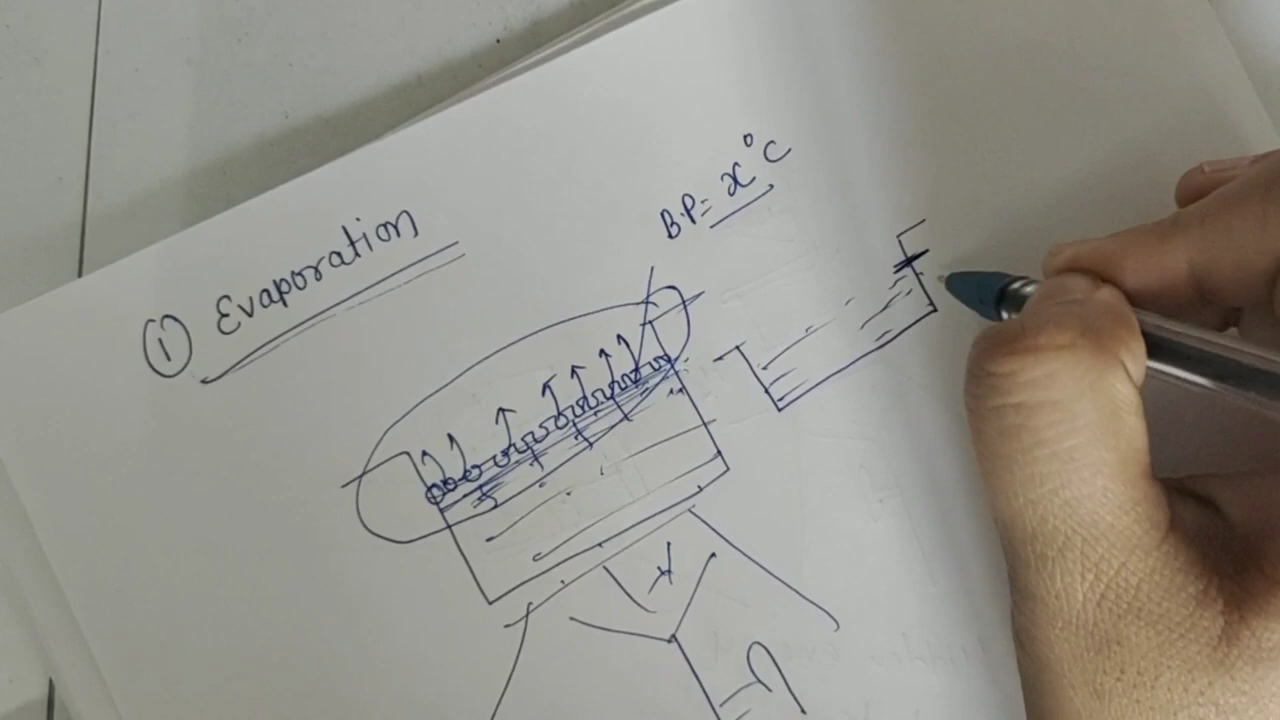 ① Evaporation
B.P= x°C